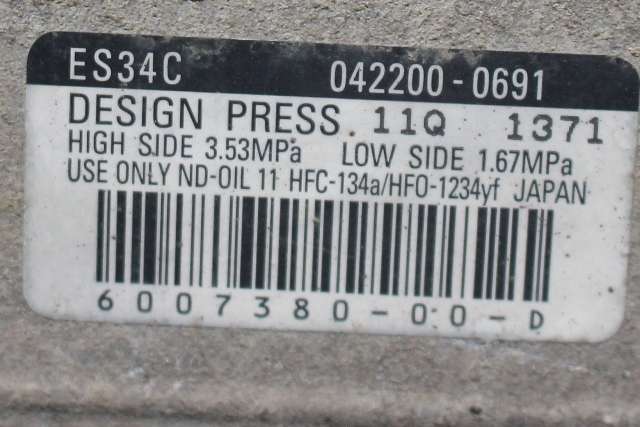 ES34C 042200-0691
DESIGN PRESS 11Q 1371
HIGH SIDE 3.53MPa LOW SIDE 1.67MPa
USE ONLY ND-OIL 11 HFC-134a/HFO-1234yf JAPAN
6007380-00-D